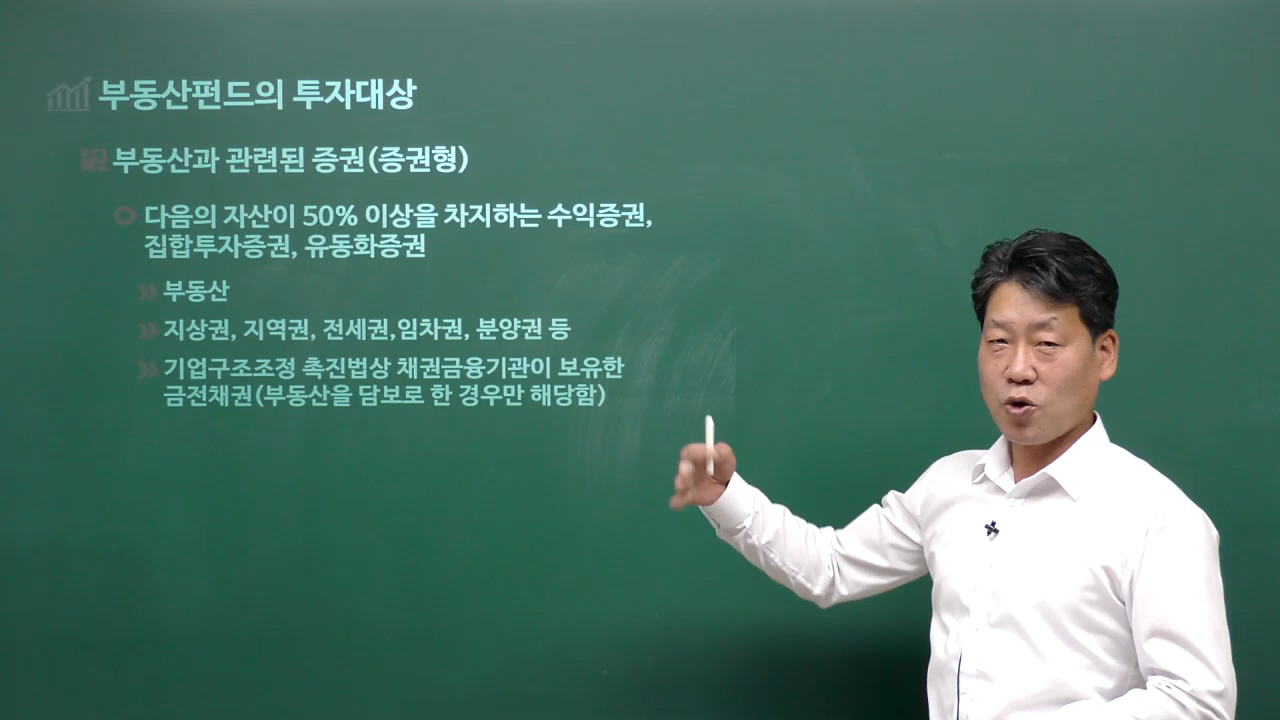 부동산펀드의 투자대상
부동산과 관련된 증권(증권형)
다음의 자산이 50% 이상을 차지하는 수익증권,
집합투자증권, 유동화증권
부동산
지상권, 지역권, 전세권,임차권, 분양권 등
기업구조조정 촉진법상 채권금융기관이 보유한
금전채권(부동산을 담보로 한 경우만 해당함)